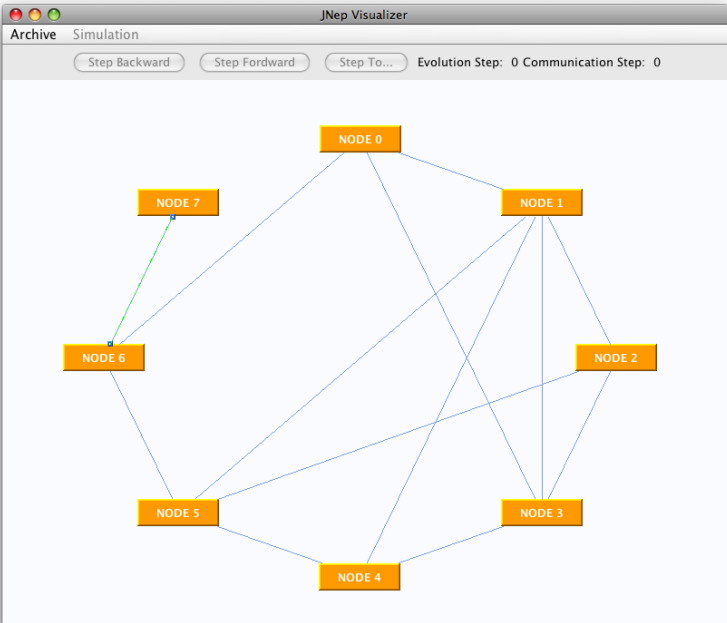 JNep Visualizer
Archive Simulation
Step Backward Step Fordward Step To... Evolution Step: 0 Communication Step: 0
NODE 0
NODE 7 NODE 1
NODE 6 NODE 2
NODE 5 NODE 3
NODE 4